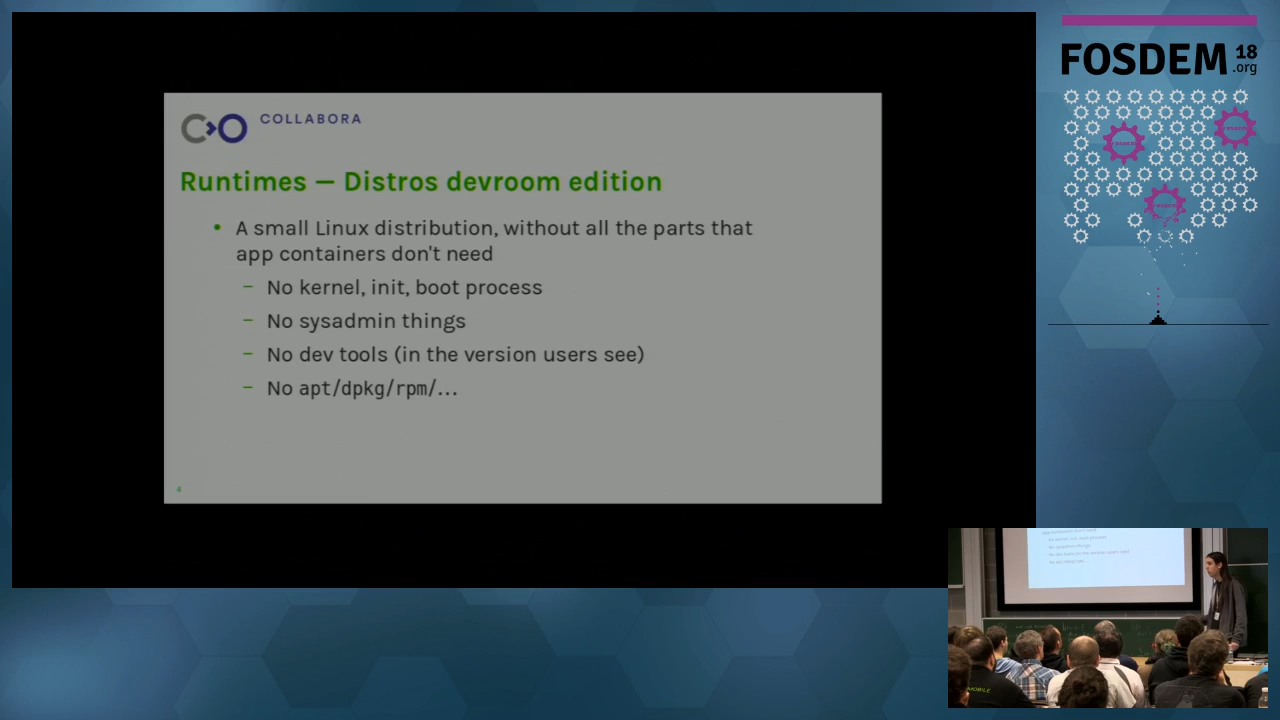 COLLABORA
Runtimes — Distros devroom edition
• A small Linux distribution, without all the parts that
app containers don't need
– No kernel, init, boot process
– No sysadmin things
– No dev tools (in the version users see)
– No apt/dpkg/rpm/…
4
FOSDEM 18
.org
MOBILE